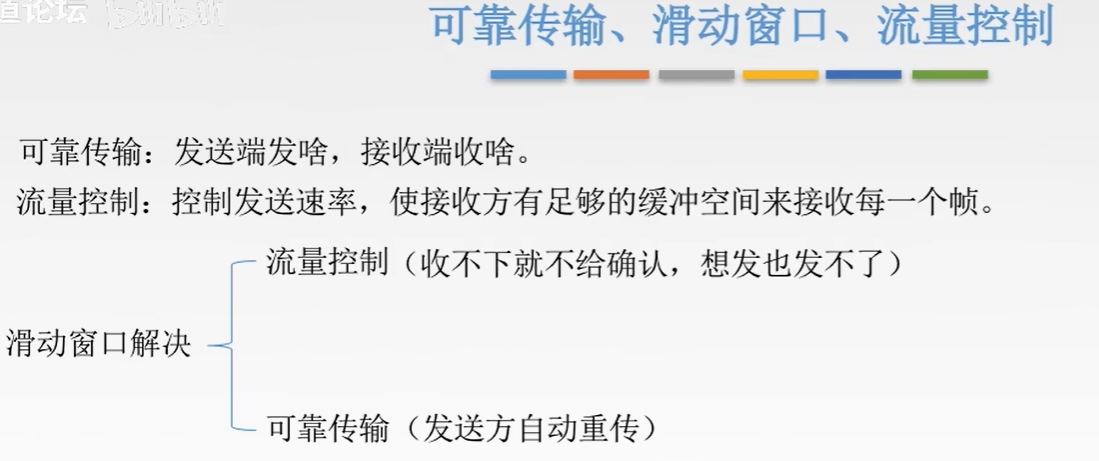 道论坛 bilibili
可靠传输、滑动窗口、流量控制
可靠传输：发送端发啥，接收端收啥。
流量控制：控制发送速率，使接收方有足够的缓冲空间来接收每一个帧。
流量控制（收不下就不给确认，想发也发不了）
滑动窗口解决
可靠传输（发送方自动重传）